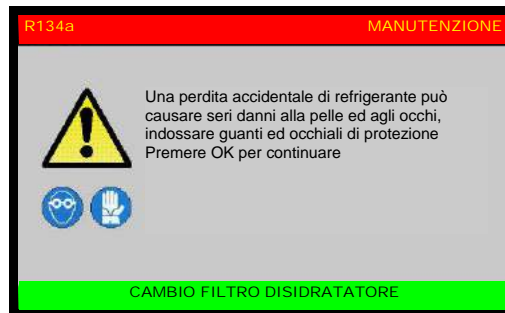 R134a MANUTENZIONE
Una perdita accidentale di refrigerante può
causare seri danni alla pelle ed agli occhi,
indossare guanti ed occhiali di protezione
Premere OK per continuare
CAMBIO FILTRO DISIDRATATORE